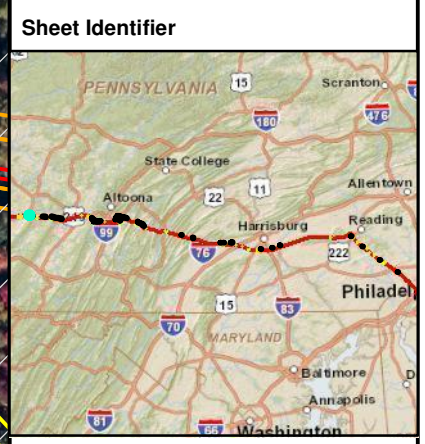 Sheet Identifier
PENNSYLVANIA
15
Scranton
180
476
State College
Allentown
22
11
Altoona
Reading
99
Harrisburg
76
222
Philadel
15
83
70
MARYLAND
Baltimore
D
Annapolis
81
66
Washington